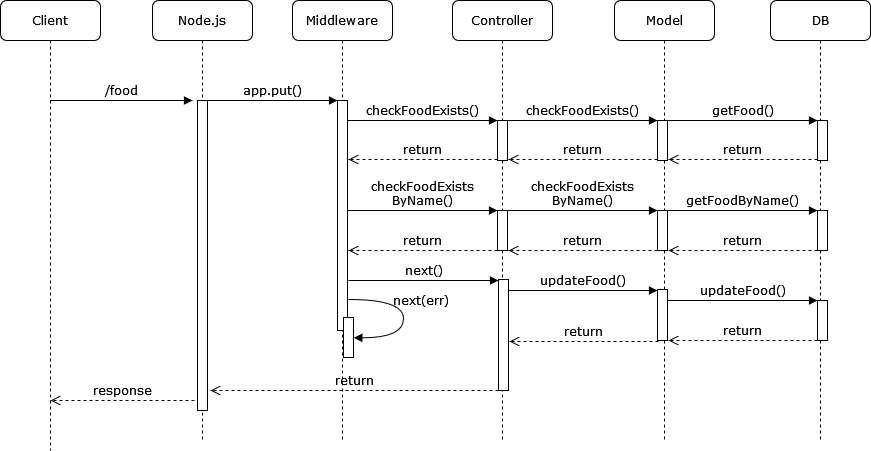 Client
Node.js
Middleware
Controller
Model
DB
/food
app.put()
checkFoodExists()
checkFoodExists()
getFood()
return
return
return
checkFoodExists
ByName()
checkFoodExists
ByName()
getFoodByName()
return
return
return
next()
updateFood()
next(err)
updateFood()
return
return
return
response